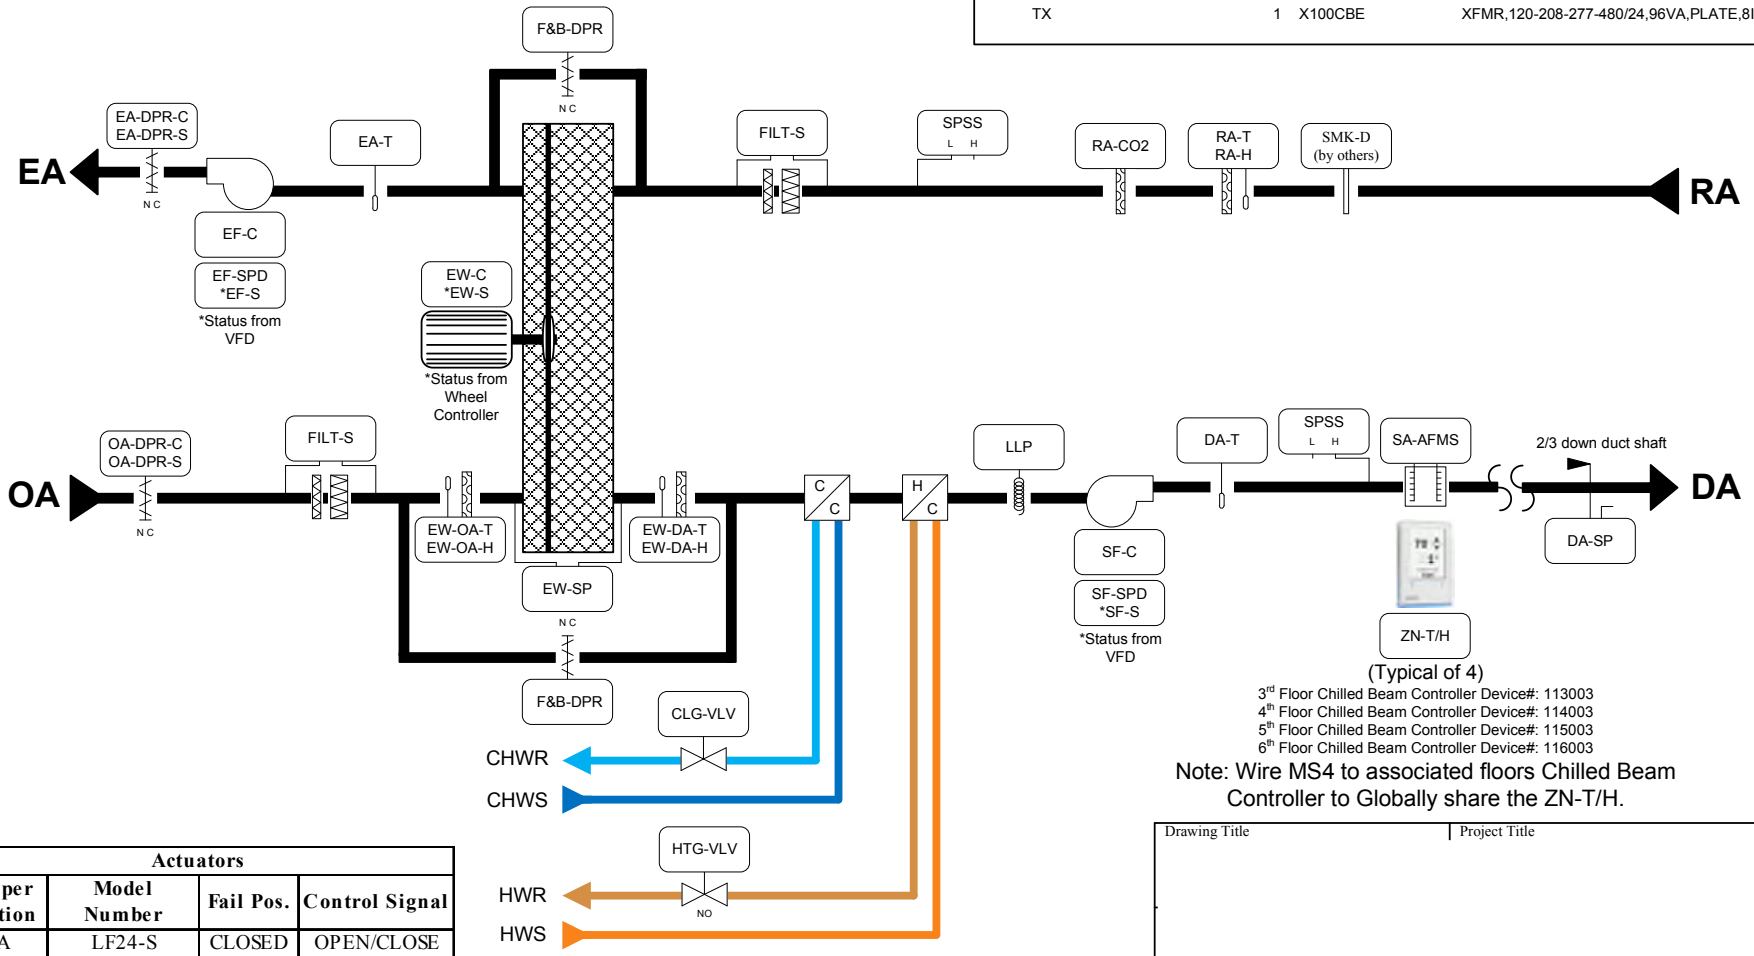 TX 1 X100CBE XFMR,120-208-277-480/24,96VA,PLATE,8I
F&B-DPR
N C
EA-DPR-C
EA-DPR-S
N C
EA
EA-T
EF-C
EF-SPD
*EF-S
*Status from
VFD
EW-C
*EW-S
*Status from
Wheel
Controller
FILT-S
SPSS
L H
RA-CO2
RA-T
RA-H
SMK-D
(by others)
RA
OA-DPR-C
OA-DPR-S
N C
OA
FILT-S
EW-OA-T
EW-OA-H
EW-DA-T
EW-DA-H
EW-SP
N C
F&B-DPR
C
C
H
C
LLP
SF-C
SF-SPD
*SF-S
*Status from
VFD
DA-T
SPSS
L H
SA-AFMS
2/3 down duct shaft
DA
DA-SP
ZN-T/H
(Typical of 4)
3rd Floor Chilled Beam Controller Device#: 113003
4th Floor Chilled Beam Controller Device#: 114003
5th Floor Chilled Beam Controller Device#: 115003
6th Floor Chilled Beam Controller Device#: 116003
Note: Wire MS4 to associated floors Chilled Beam
Controller to Globally share the ZN-T/H.
CLG-VLV
CHWR
CHWS
HTG-VLV
NO
HWR
HWS
Actuators
per Model Fail Pos. Control Signal
tion Number
A LF24-S CLOSED OPEN/CLOSE
Drawing Title Project Title